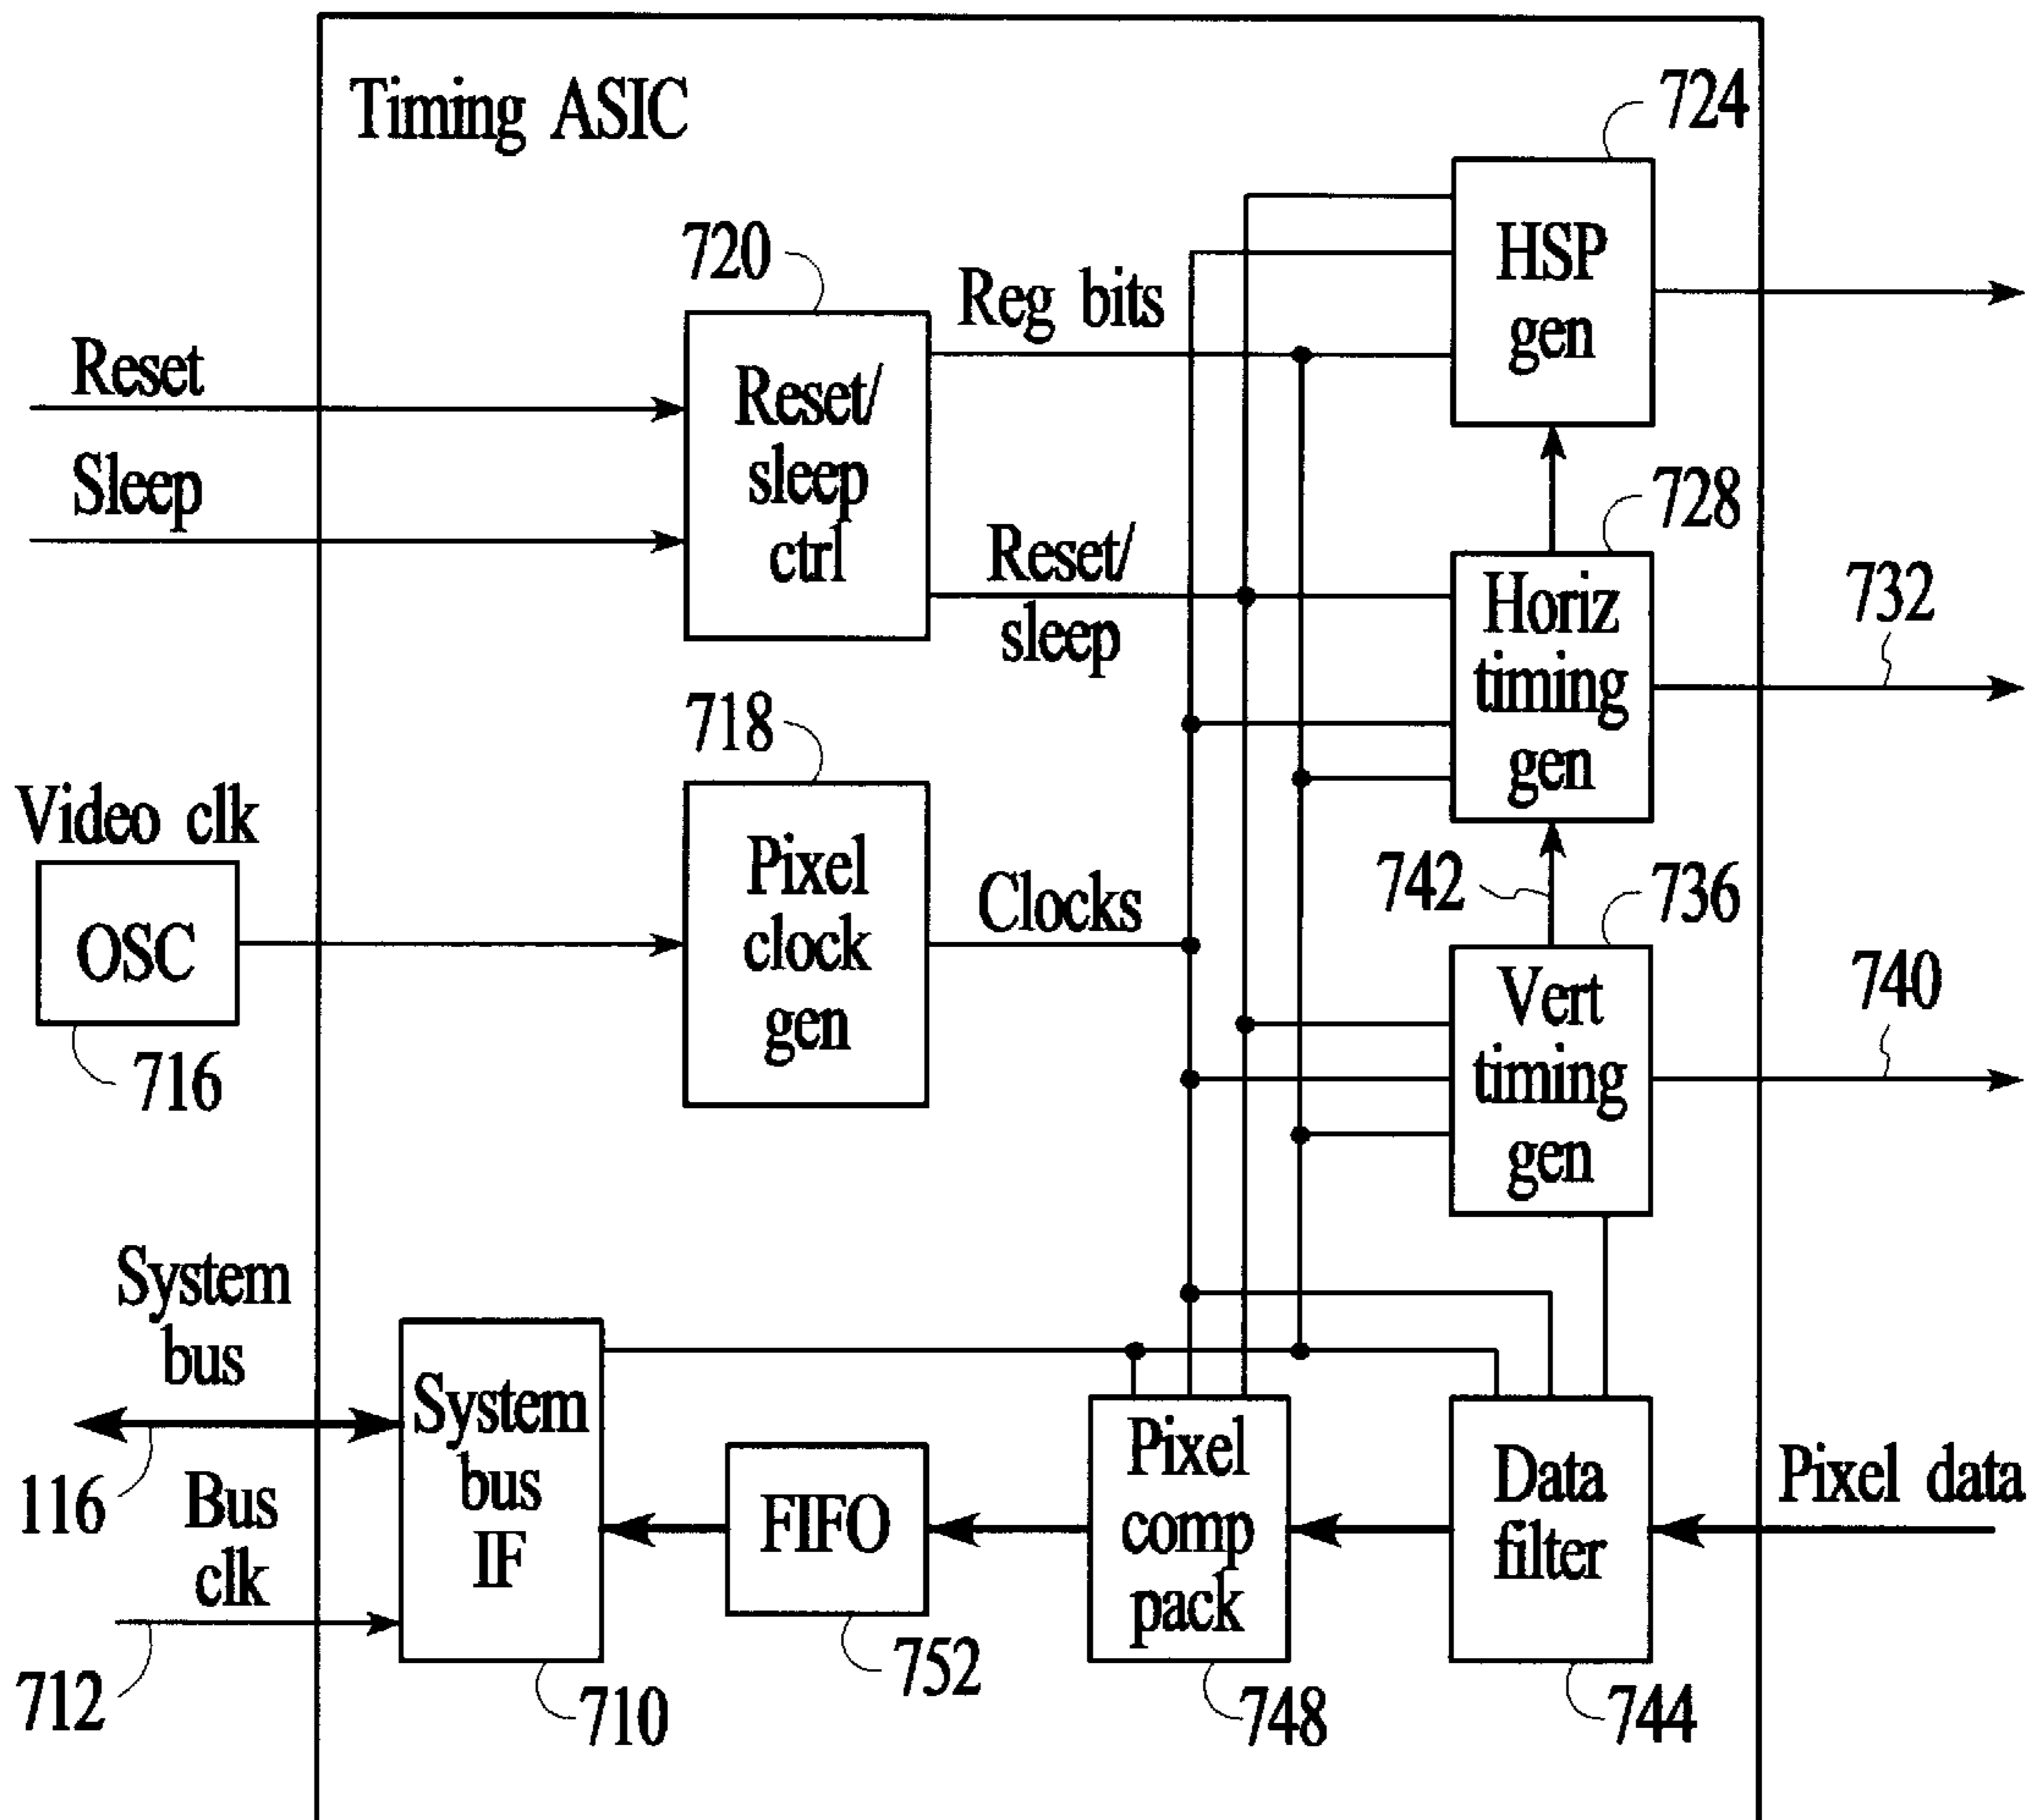 Timing ASIC
724
HSP
gen
720
Reg bits
Reset
Sleep
Reset/
sleep
ctrl
Reset/
sleep
728
Horiz
timing
gen
732
718
Video clk
OSC
716
Pixel
clock
gen
Clocks
742
736
Vert
timing
gen
740
System
bus
116
Bus
clk
712
System
bus
IF
710
FIFO
752
Pixel
comp
pack
748
Data
filter
744
Pixel data